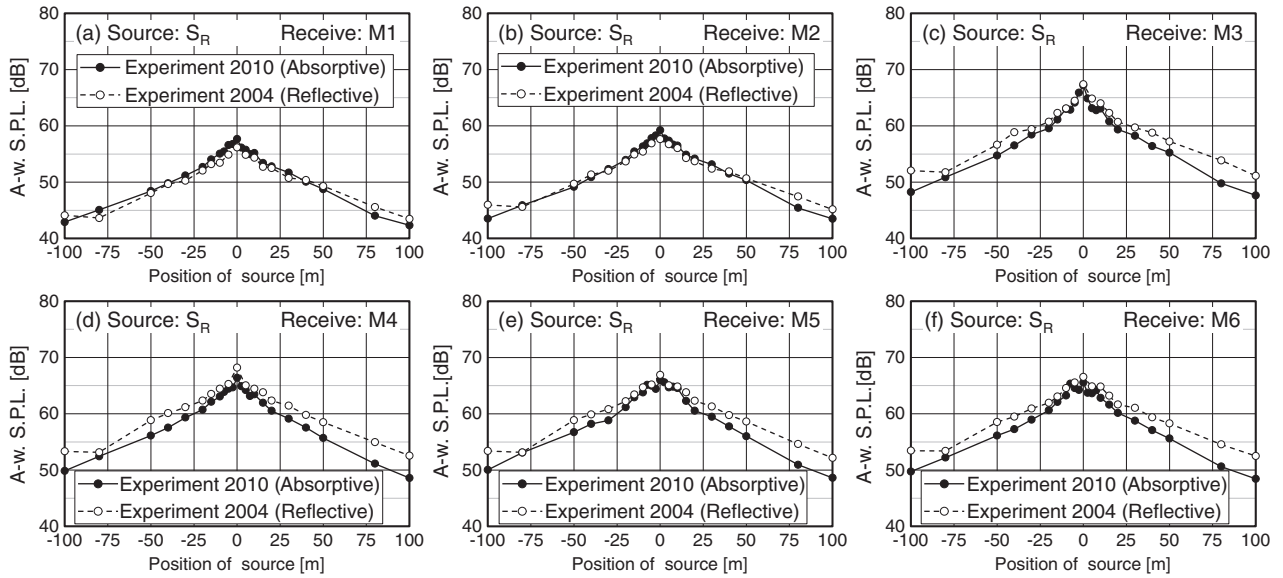 80
70
60
50
40
A-w. S.P.L. [dB]
(a) Source: S_R Receive: M1
Experiment 2010 (Absorptive)
Experiment 2004 (Reflective)
-100 -75 -50 -25 0 25 50 75 100
Position of source [m]
80
70
60
50
40
A-w. S.P.L. [dB]
(b) Source: S_R Receive: M2
Experiment 2010 (Absorptive)
Experiment 2004 (Reflective)
-100 -75 -50 -25 0 25 50 75 100
Position of source [m]
80
70
60
50
40
A-w. S.P.L. [dB]
(c) Source: S_R Receive: M3
-100 -75 -50 -25 0 25 50 75 100
Position of source [m]
80
70
60
50
40
A-w. S.P.L. [dB]
(d) Source: S_R Receive: M4
Experiment 2010 (Absorptive)
Experiment 2004 (Reflective)
-100 -75 -50 -25 0 25 50 75 100
Position of source [m]
80
70
60
50
40
A-w. S.P.L.[dB]
(e) Source: S_R Receive: M5
Experiment 2010 (Absorptive)
Experiment 2004 (Reflective)
-100 -75 -50 -25 0 25 50 75 100
Position of source [m]
80
70
60
50
40
A-w. S.P.L.[dB]
(f) Source: S_R Receive: M6
Experiment 2010 (Absorptive)
Experiment 2004 (Reflective)
-100 -75 -50 -25 0 25 50 75 100
Position of source [m]